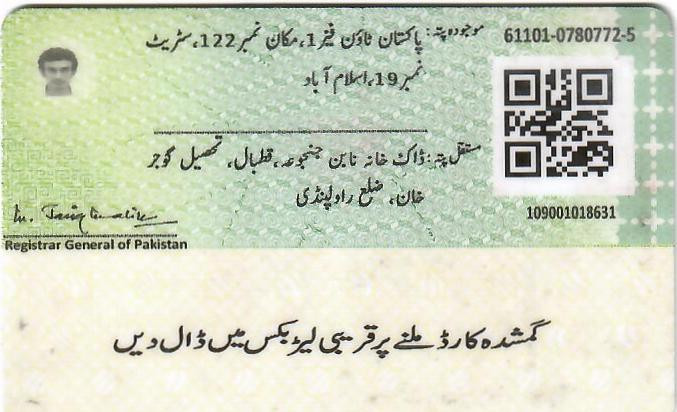 61101-0780772-5
موجودہ پتہ: پاکستان ٹاؤن فیز 1، مکان نمبر 122، سٹریٹ
نمبر 19، اسلام آباد
مستقل پتہ: ڈاک خانہ نابن جنجوعہ، قلبال، تحصیل گوجر
خان، ضلع راولپنڈی
109001018631
Registrar General of Pakistan
گمشدہ کارڈ ملنے پر قریبی لیٹر بکس میں ڈال دیں